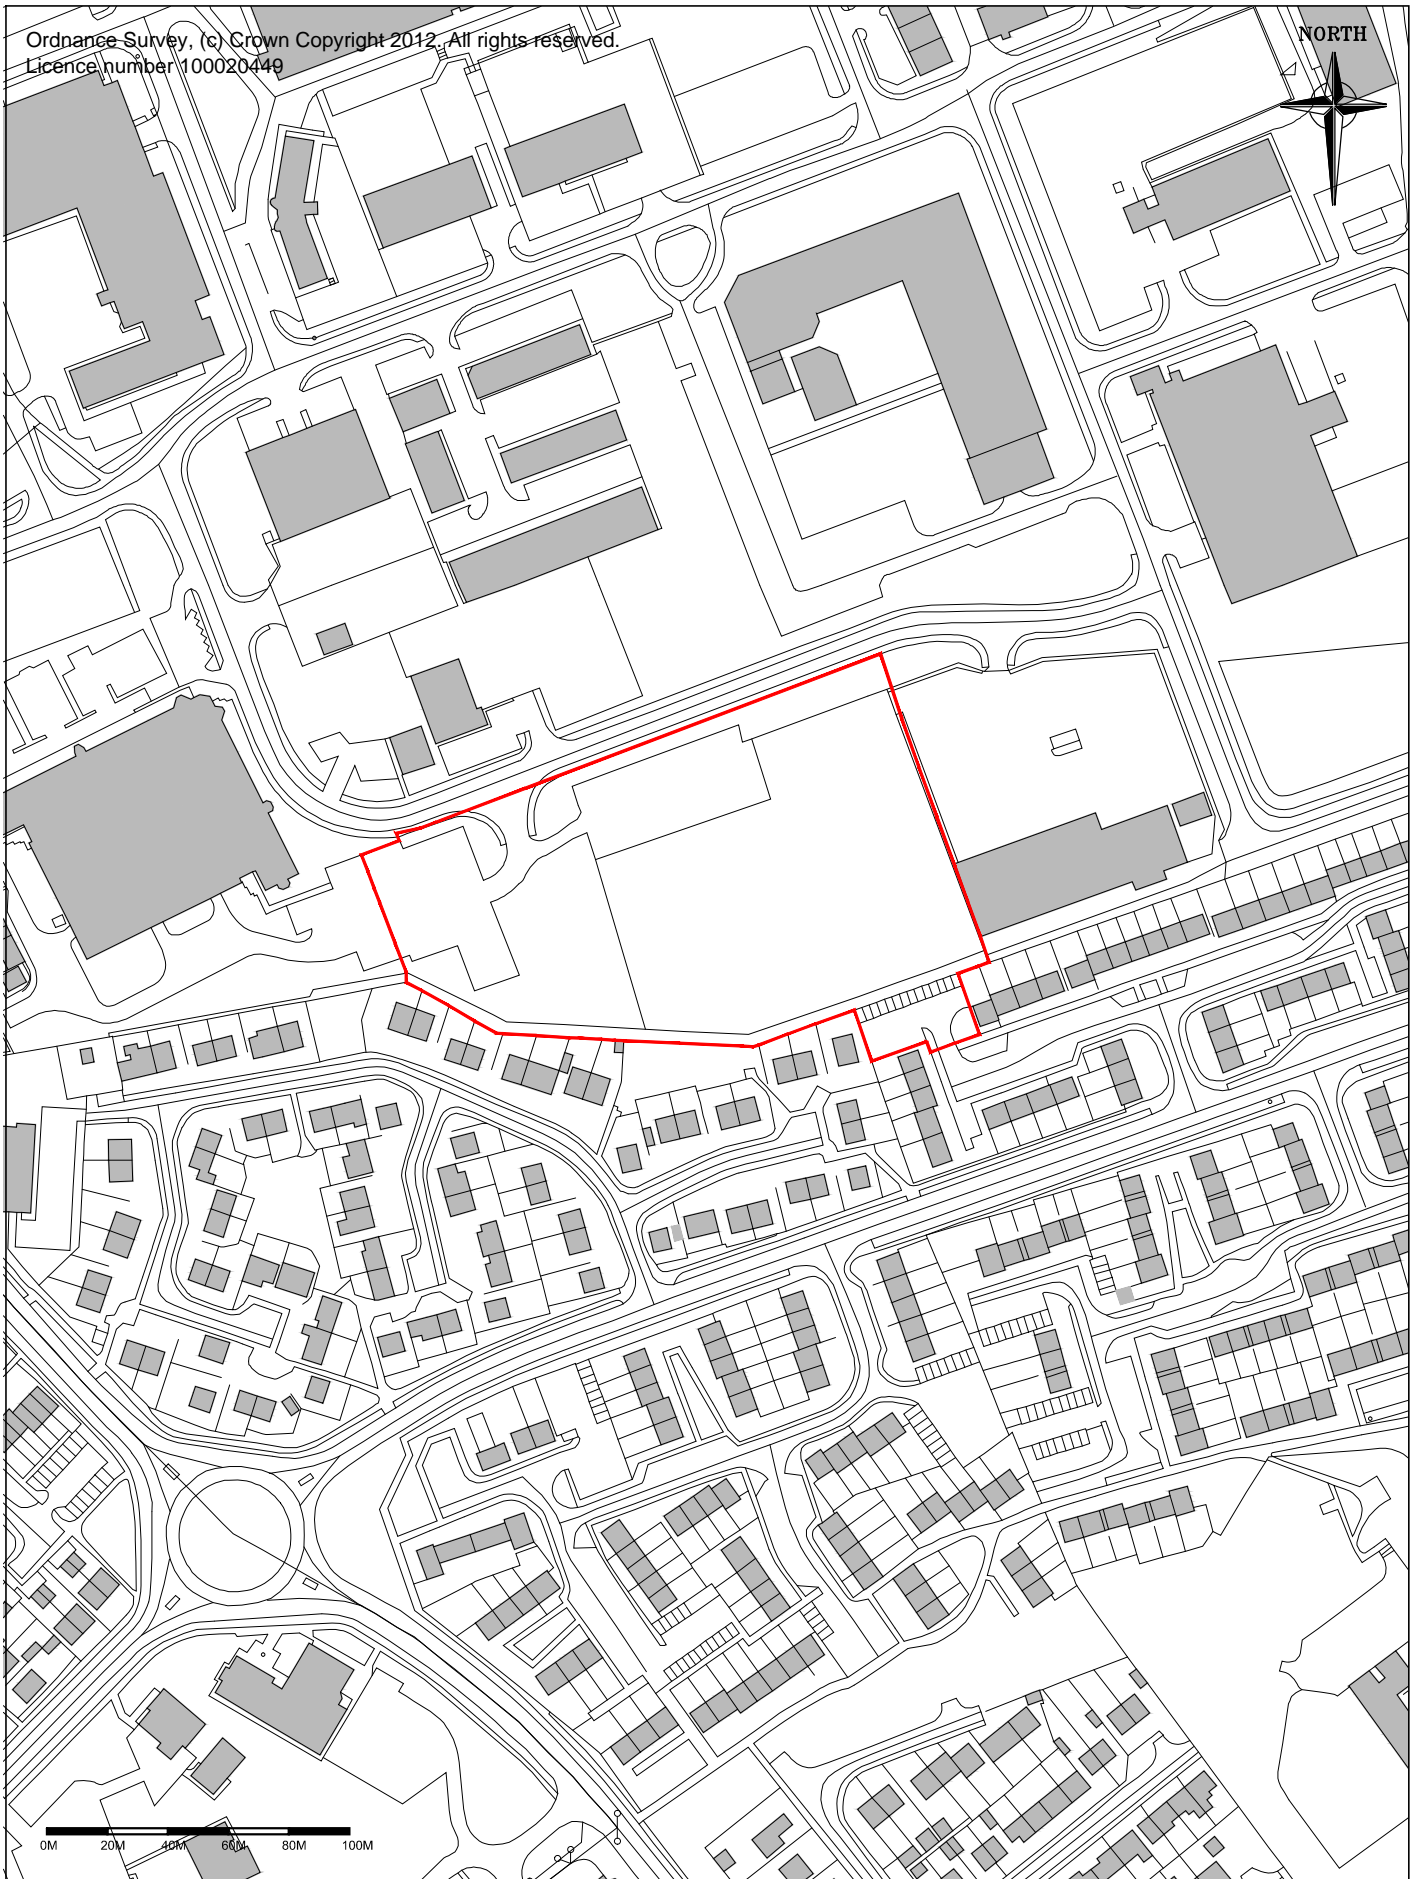 Ordnance Survey, (c) Crown Copyright 2012. All rights reserved.
Licence number 100020449
NORTH
0M 20M 40M 60M 80M 100M